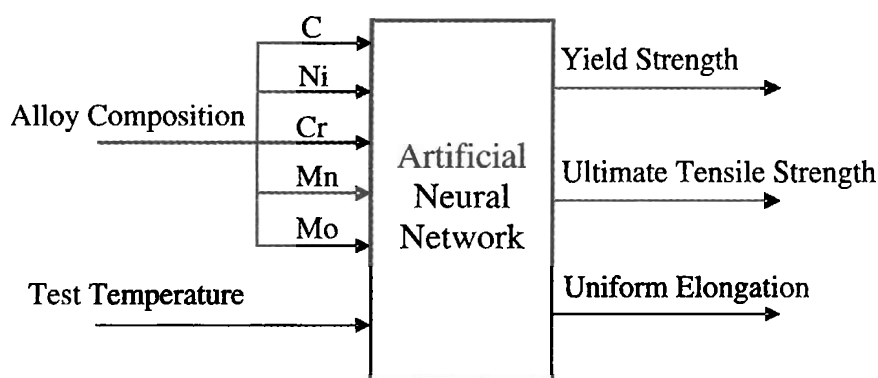 C
Ni
Alloy Composition
Cr
Mn
Mo
Test Temperature
Artificial
Neural
Network
Yield Strength
Ultimate Tensile Strength
Uniform Elongation